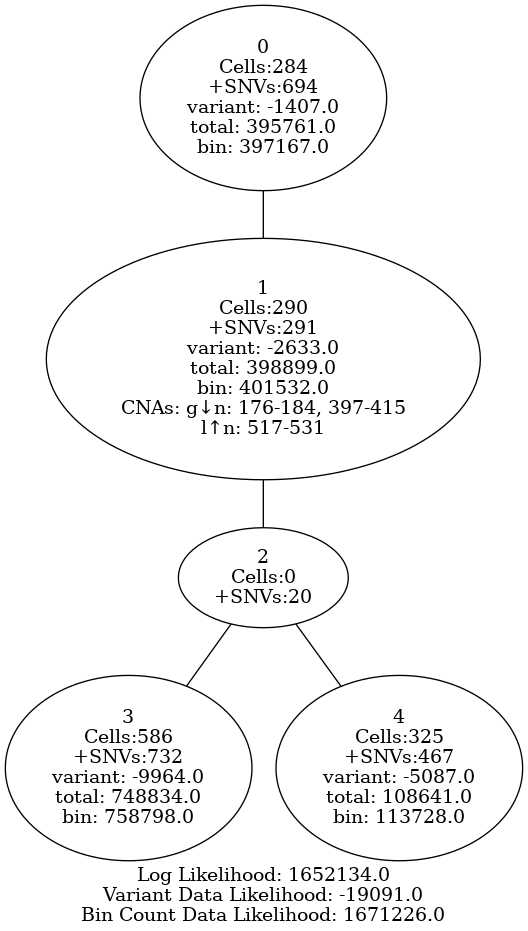 0
Cells:284
+SNVs:694
variant: -1407.0
total: 395761.0
bin: 397167.0
1
Cells:290
+SNVs:291
variant: -2633.0
total: 398899.0
bin: 401532.0
CNAs: g↓n: 176-184, 397-415
l↑n: 517-531
2
Cells:0
+SNVs:20
3
Cells:586
+SNVs:732
variant: -9964.0
total: 748834.0
bin: 758798.0
4
Cells:325
+SNVs:467
variant: -5087.0
total: 108641.0
bin: 113728.0
Log Likelihood: 1652134.0
Variant Data Likelihood: -19091.0
Bin Count Data Likelihood: 1671226.0